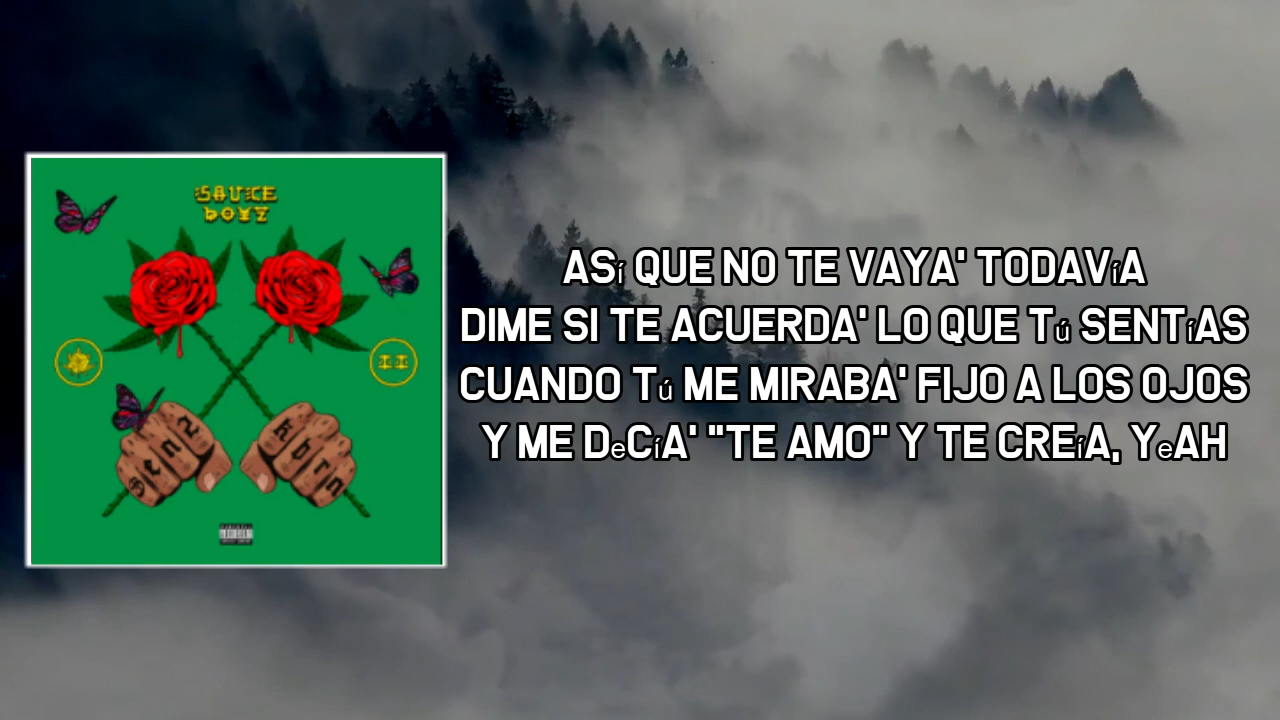 SAUCE
BOYZ
II
ASí QUE NO TE VAYA' TODAVíA
DIME SI TE ACUERDA' LO QUE Tú SENTíAS
CUANDO Tú ME MIRABA' FIJO A LOS OJOS
Y ME DeCíA' "TE AMO" Y TE CREíA, YeAH